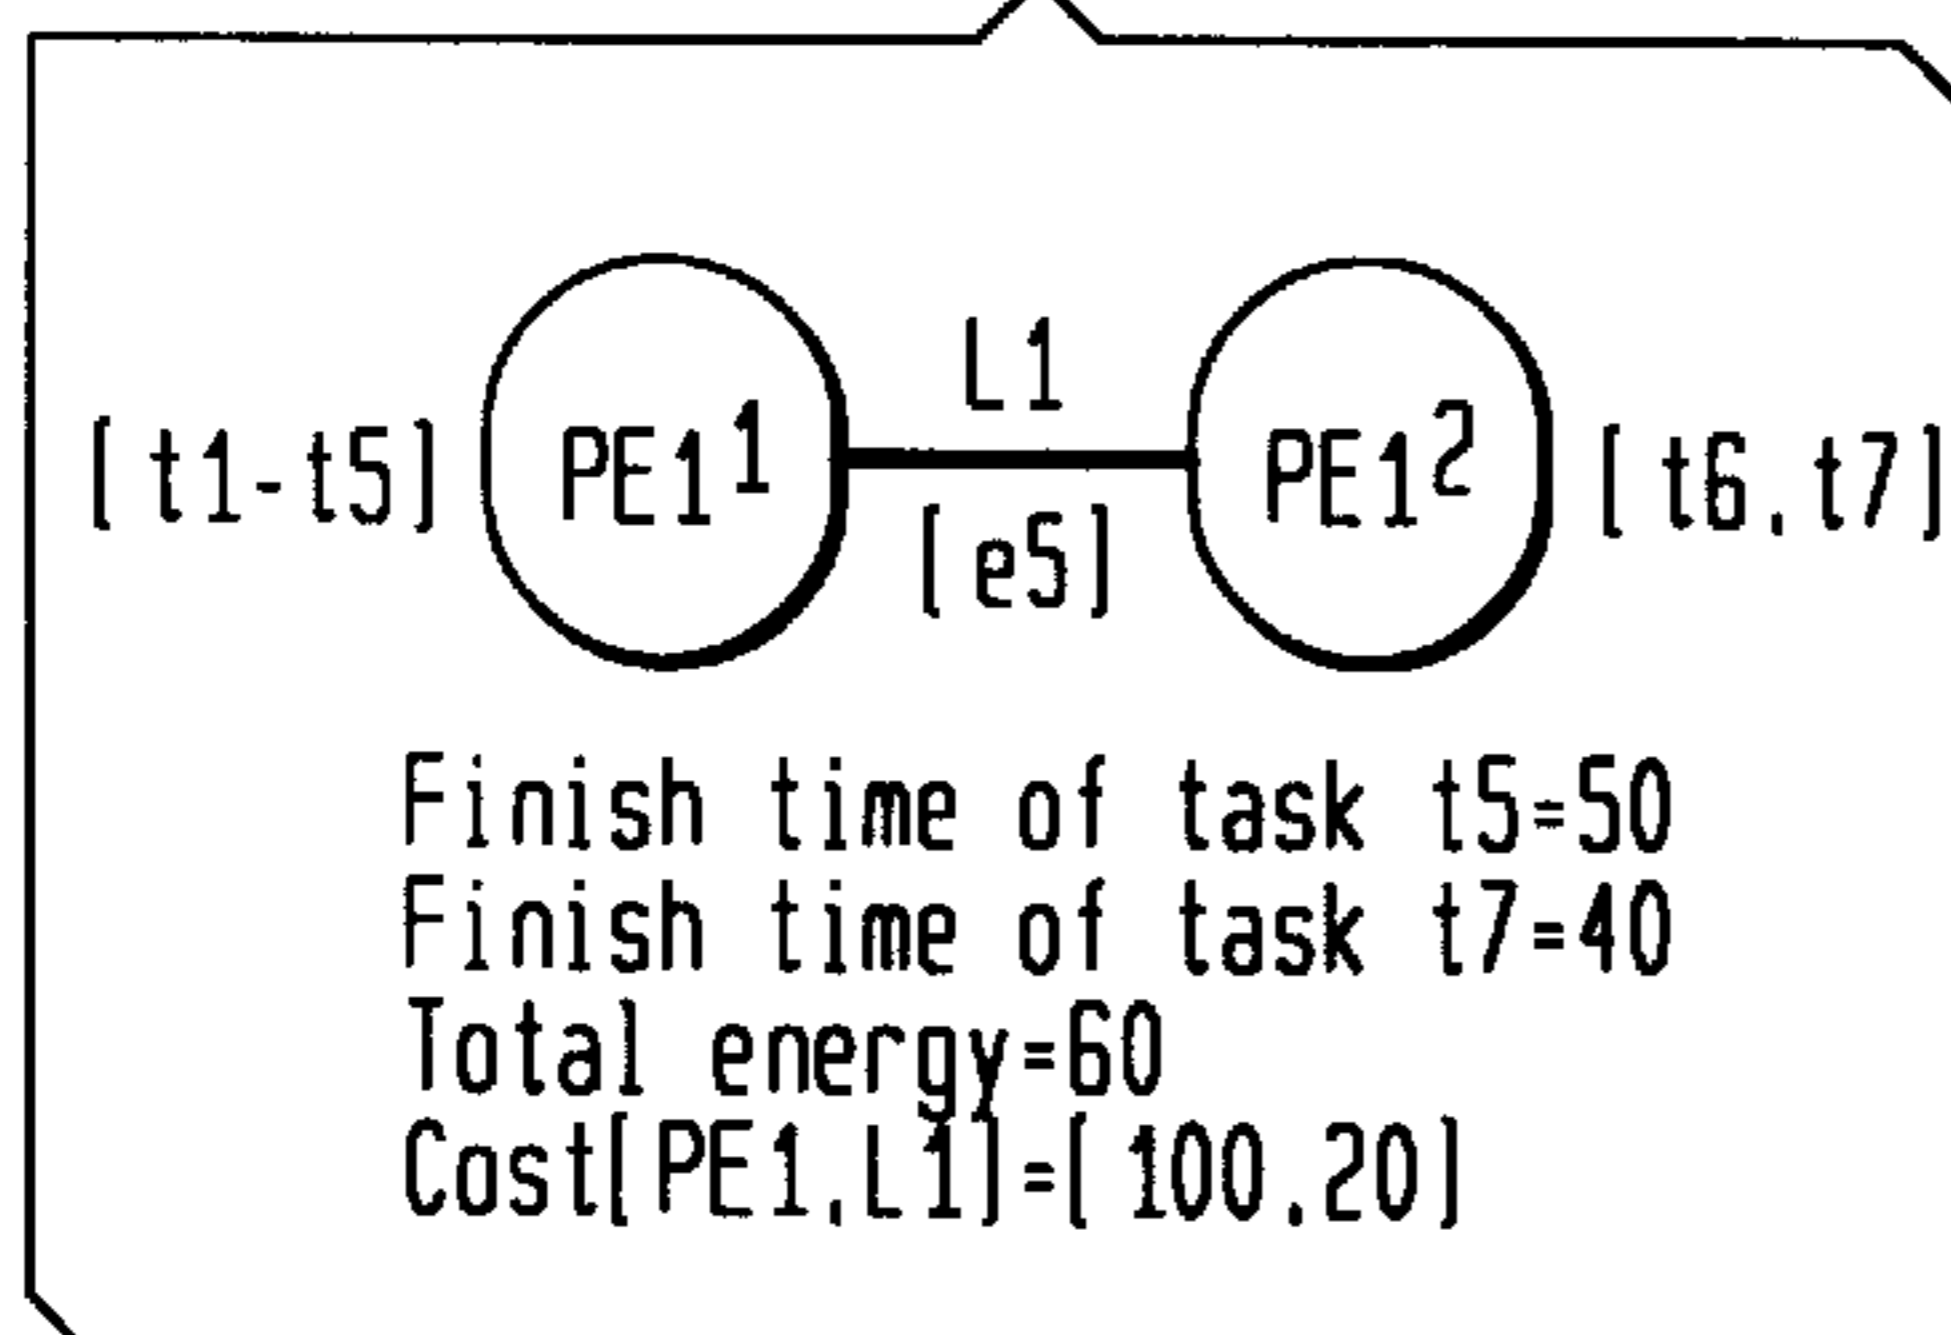 L1
(t1-t5) PE1¹ PE1² (t6,t7)
(e5)
Finish time of task t5=50
Finish time of task t7=40
Total energy=60
Cost(PE1,L1)=(100,20)